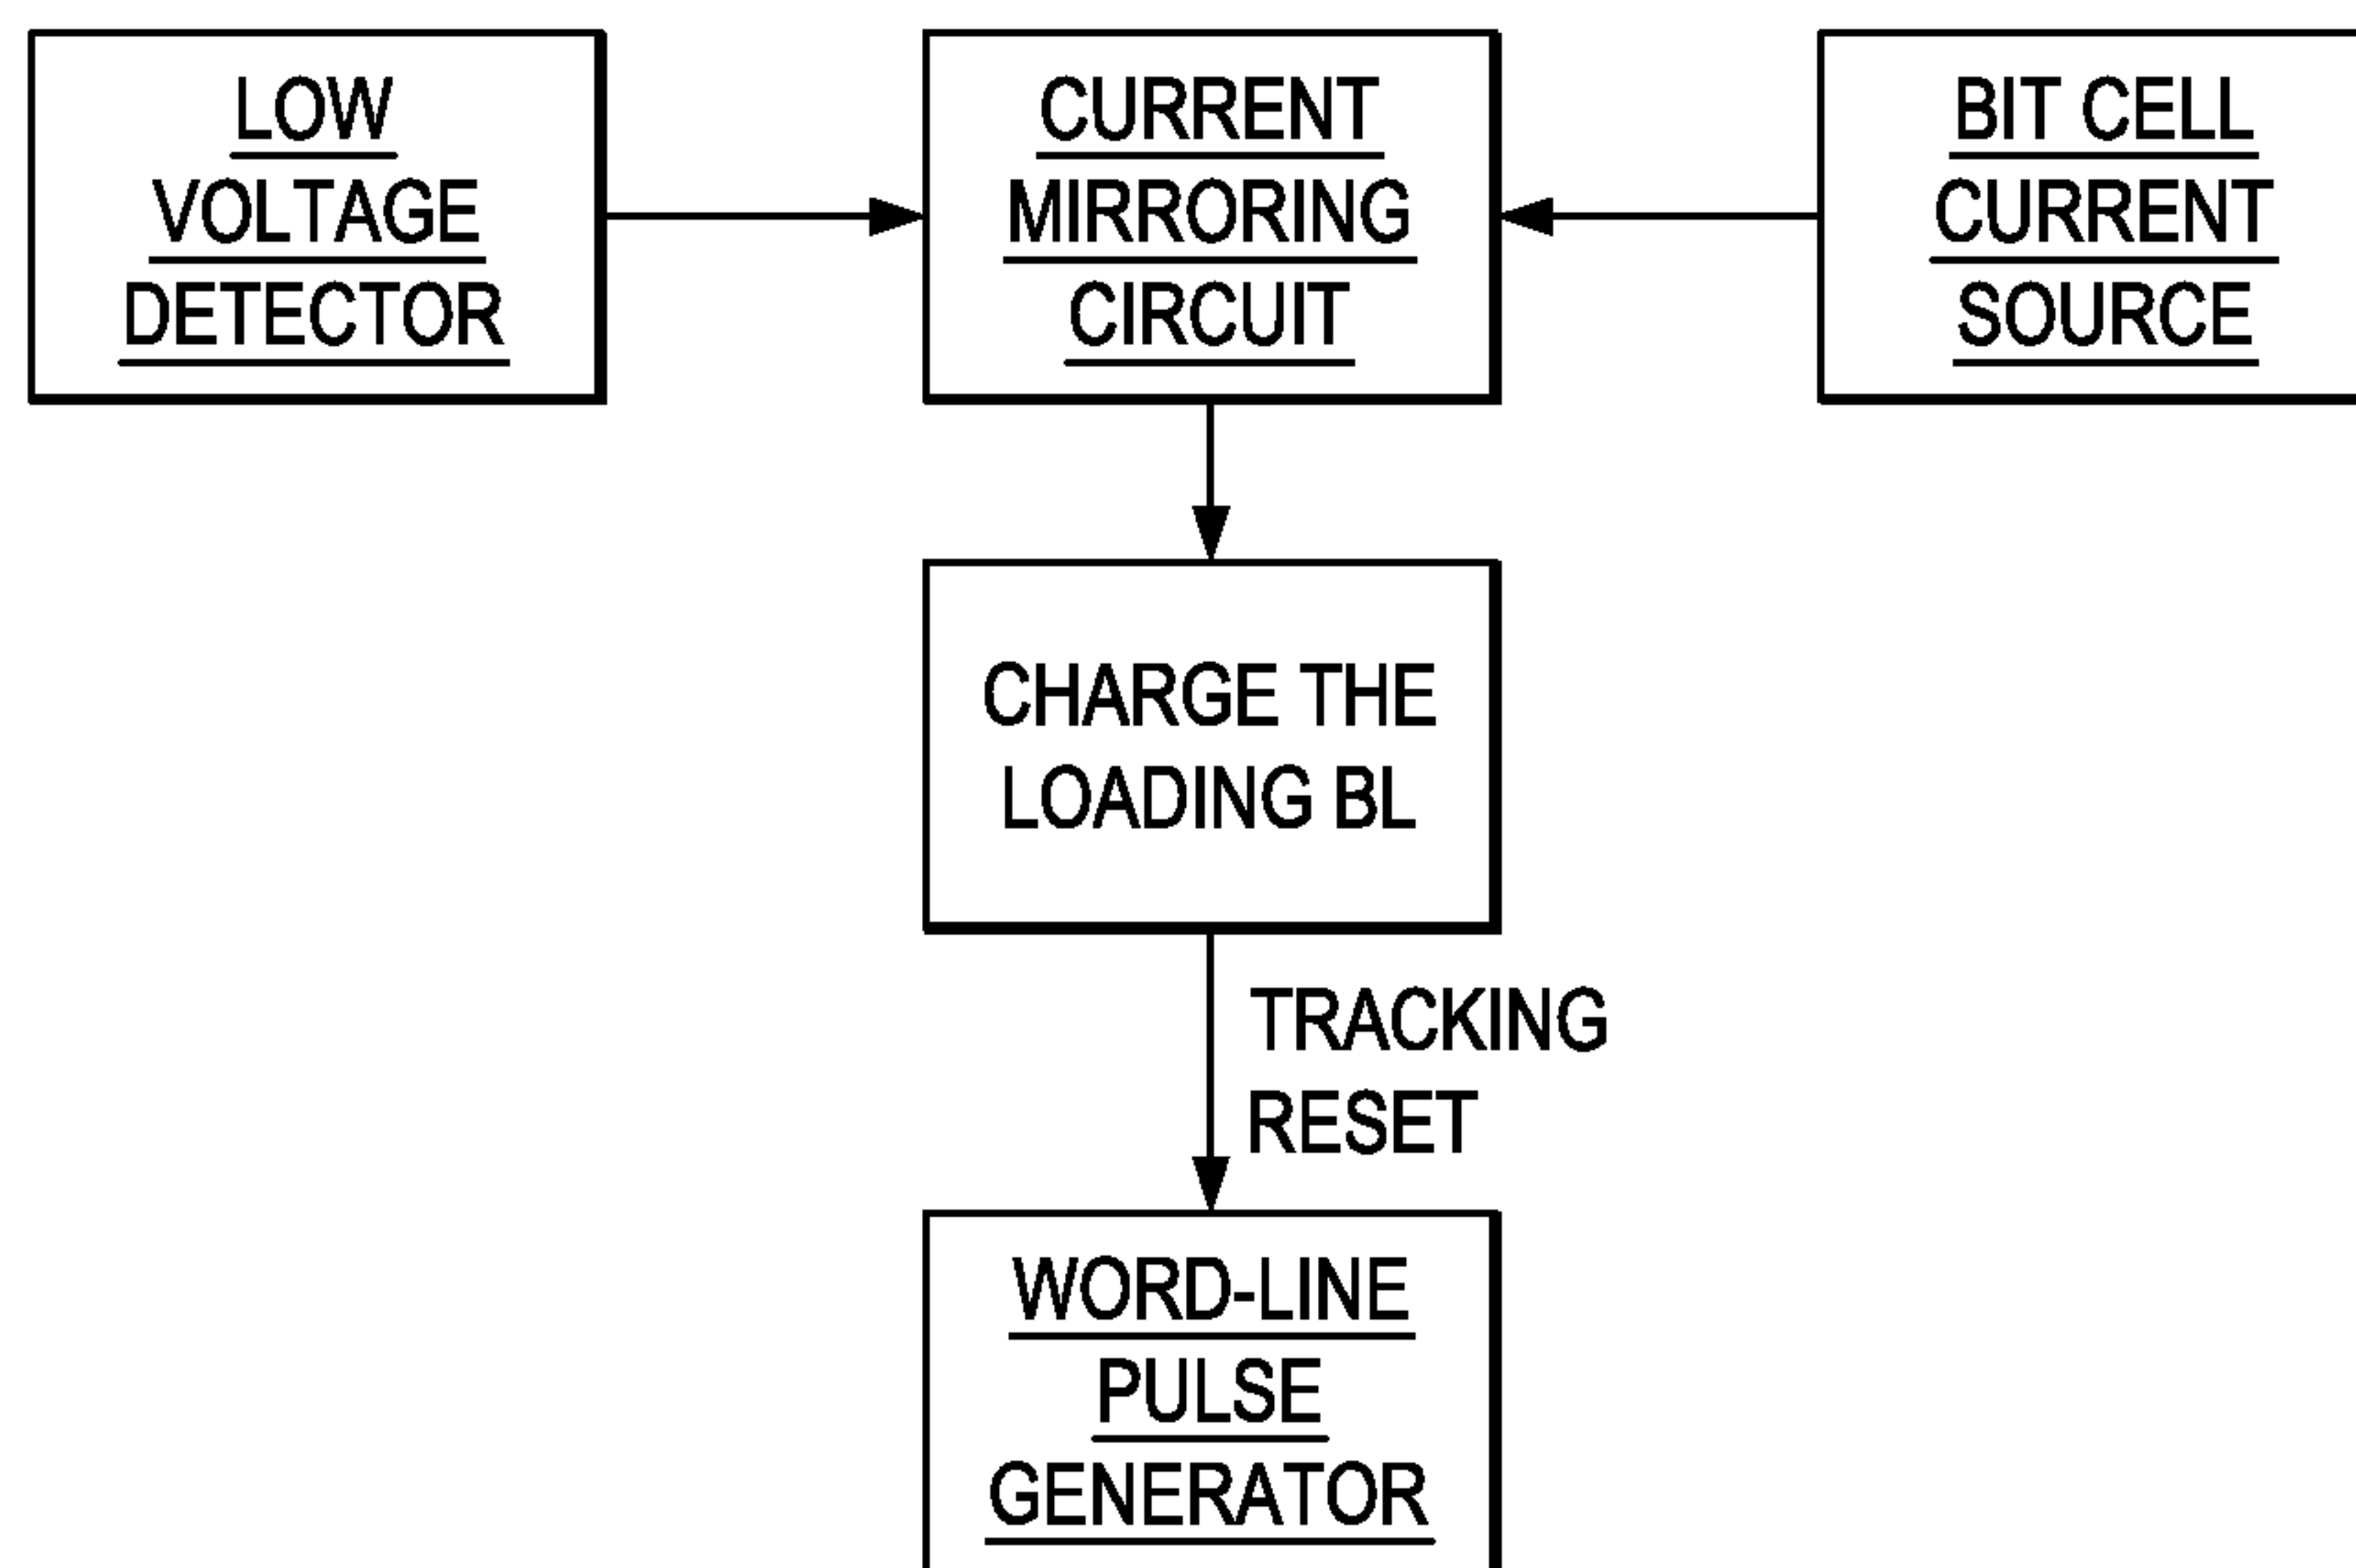 LOW
VOLTAGE
DETECTOR
CURRENT
MIRRORING
CIRCUIT
BIT CELL
CURRENT
SOURCE
CHARGE THE
LOADING BL
TRACKING
RESET
WORD-LINE
PULSE
GENERATOR